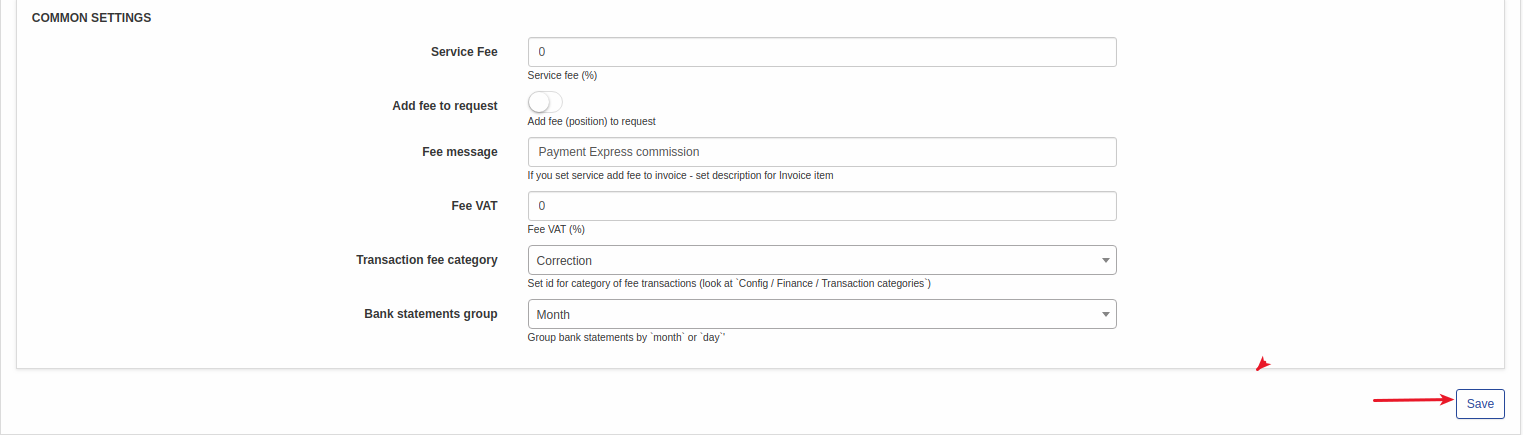 COMMON SETTINGS
Service Fee
0
Service fee (%)
Add fee to request
Add fee (position) to request
Fee message
Payment Express commission
If you set service add fee to invoice - set description for Invoice item
Fee VAT
0
Fee VAT (%)
Transaction fee category
Correction
Set id for category of fee transactions (look at `Config / Finance / Transaction categories`)
Bank statements group
Month
Group bank statements by `month` or `day`'
Save